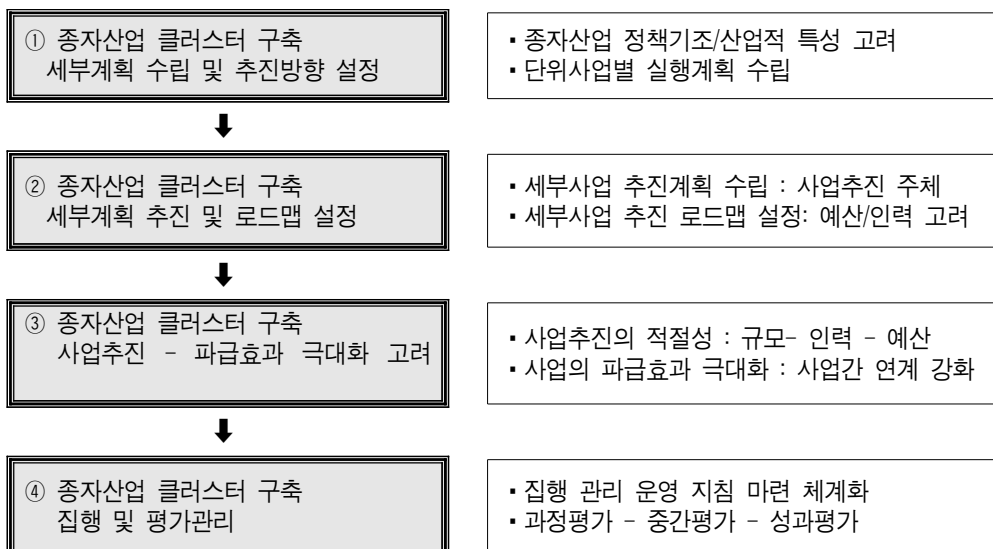 ① 종자산업 클러스터 구축
세부계획 수립 및 추진방향 설정
▪종자산업 정책기조/산업적 특성 고려
▪단위사업별 실행계획 수립
② 종자산업 클러스터 구축
세부계획 추진 및 로드맵 설정
▪세부사업 추진계획 수립 : 사업추진 주체
▪세부사업 추진 로드맵 설정: 예산/인력 고려
③ 종자산업 클러스터 구축
사업추진 - 파급효과 극대화 고려
▪사업추진의 적절성 : 규모- 인력 - 예산
▪사업의 파급효과 극대화 : 사업간 연계 강화
④ 종자산업 클러스터 구축
집행 및 평가관리
▪집행 관리 운영 지침 마련 체계화
▪과정평가 - 중간평가 - 성과평가